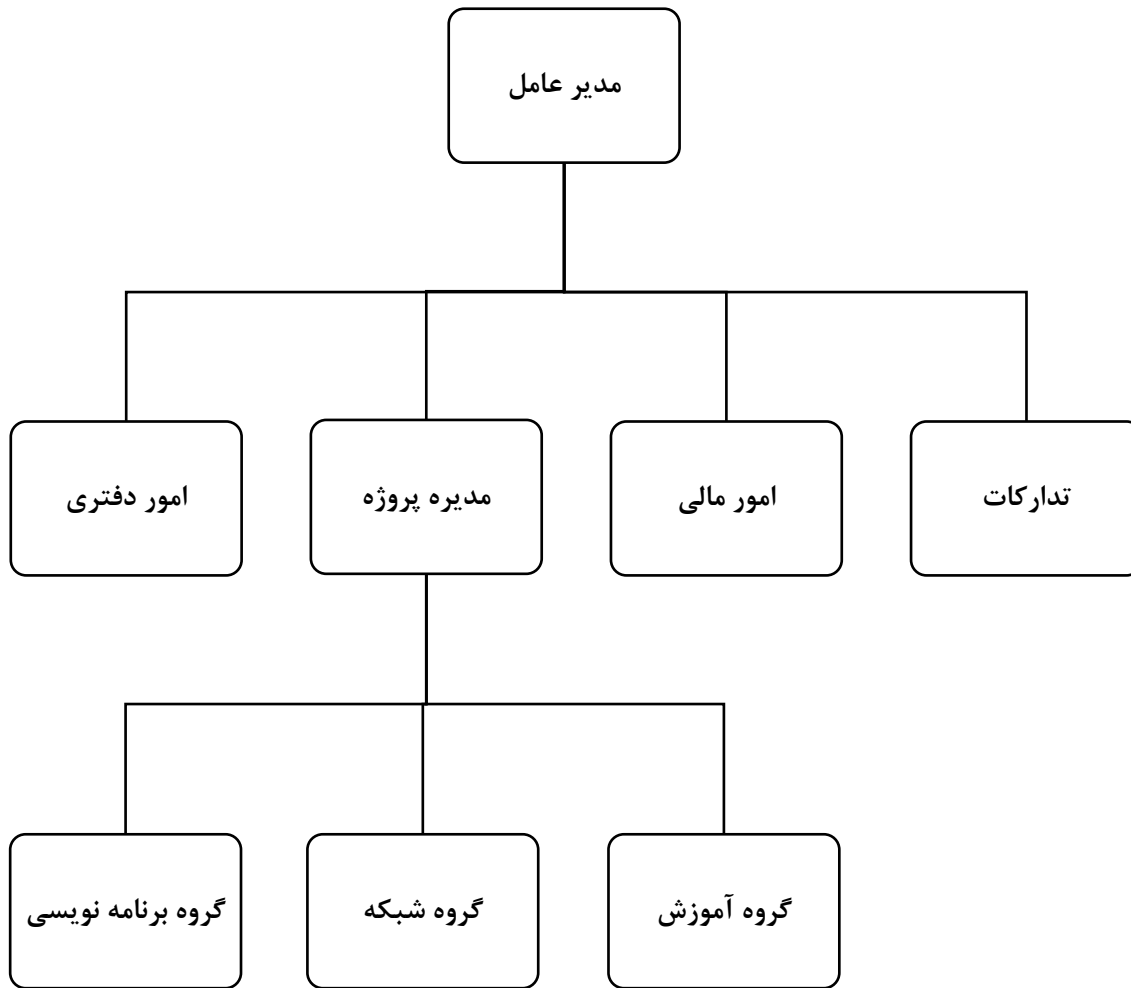 مدیر عامل
تدارکات
امور مالی
مدیره پروژه
امور دفتری
گروه آموزش
گروه شبکه
گروه برنامه نویسی